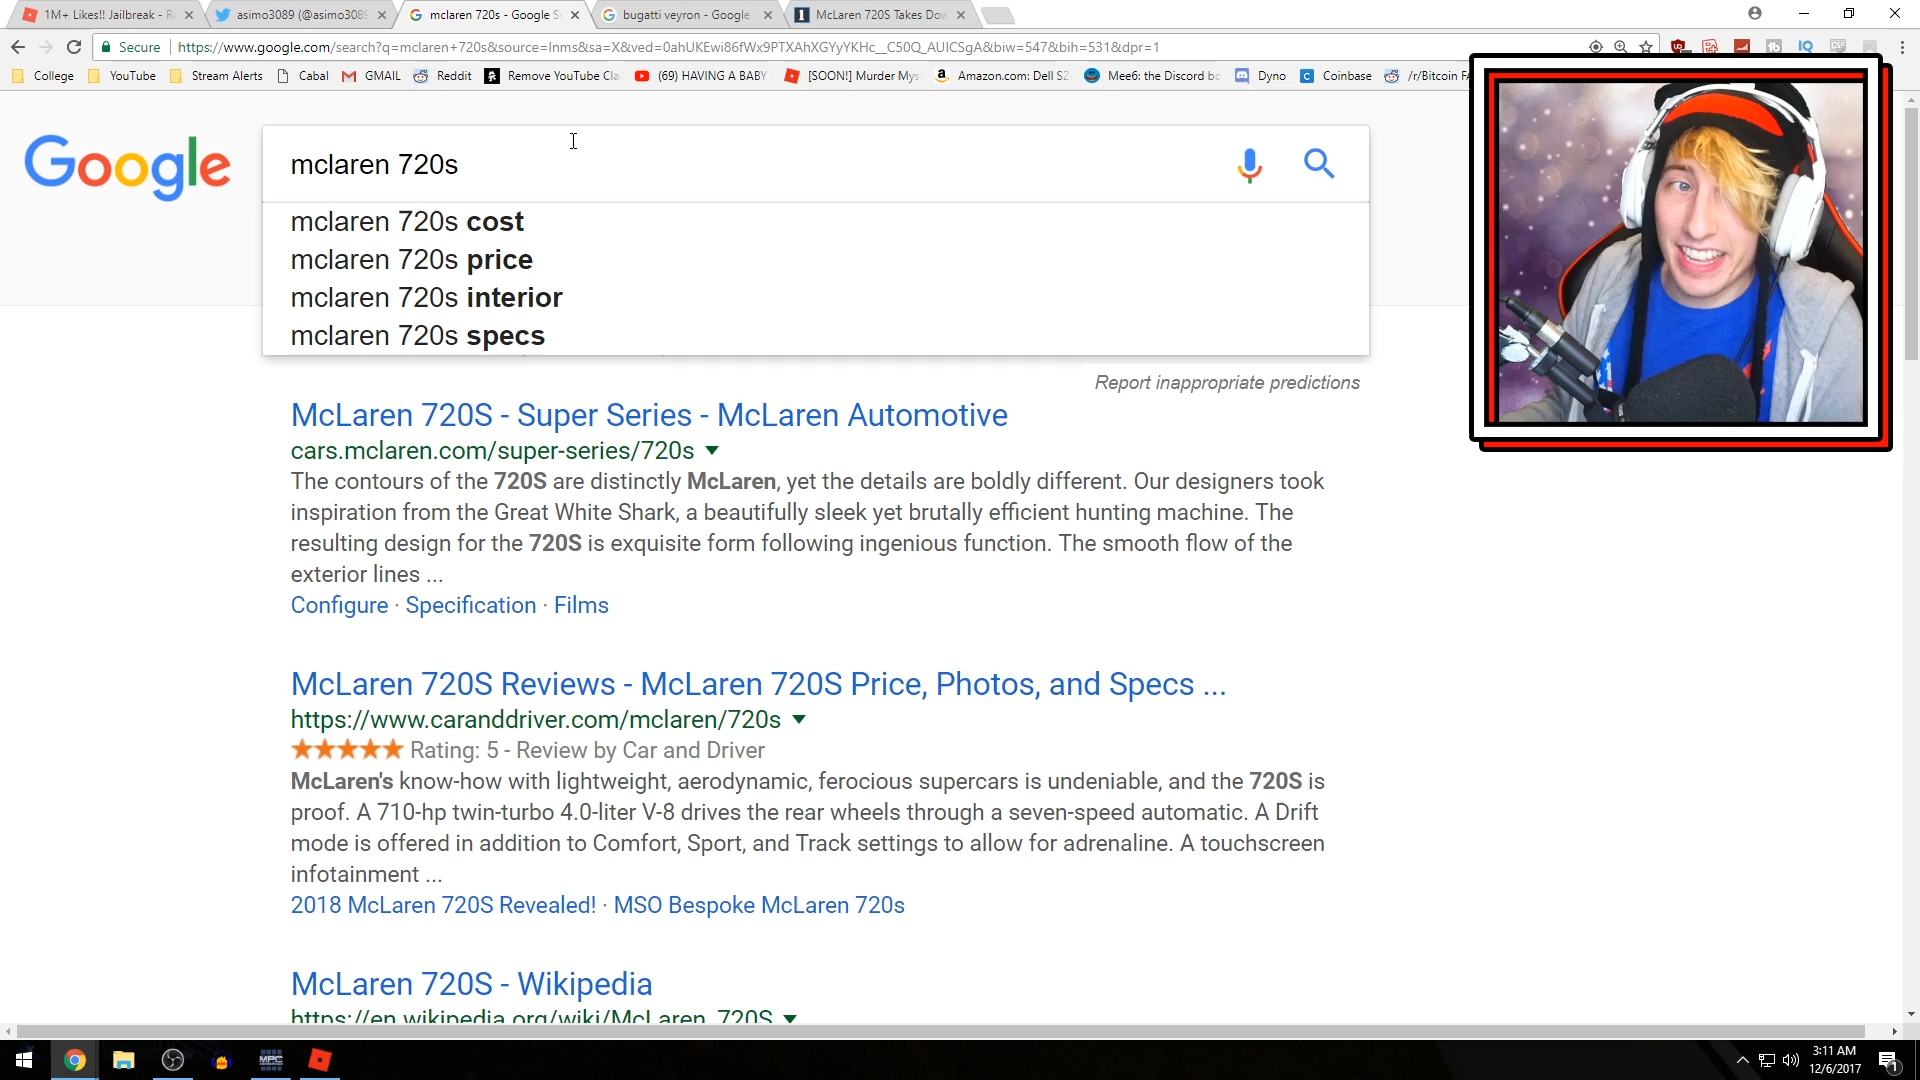 1M+ Likes!! Jailbreak - R
asimo3089 (@asimo3089
mclaren 720s - Google S
bugatti veyron - Google
McLaren 720S Takes Dow
Secure
https://www.google.com/search?q=mclaren+720s&source=lnms&sa=X&ved=0ahUKEwi86fWx9PTXAhXGYyYKHc__C50Q_AUICSgA&biw=547&bih=531&dpr=1
College
YouTube
Stream Alerts
Cabal
GMAIL
Reddit
Remove YouTube Cla
(69) HAVING A BABY
[SOON!] Murder Mys
Amazon.com: Dell S2
Mee6: the Discord bo
Dyno
Coinbase
/r/Bitcoin FA
Google
mclaren 720s
mclaren 720s cost
mclaren 720s price
mclaren 720s interior
mclaren 720s specs
Report inappropriate predictions
McLaren 720S - Super Series - McLaren Automotive
cars.mclaren.com/super-series/720s
The contours of the 720S are distinctly McLaren, yet the details are boldly different. Our designers took
inspiration from the Great White Shark, a beautifully sleek yet brutally efficient hunting machine. The
resulting design for the 720S is exquisite form following ingenious function. The smooth flow of the
exterior lines ...
Configure · Specification · Films
McLaren 720S Reviews - McLaren 720S Price, Photos, and Specs ...
https://www.caranddriver.com/mclaren/720s
Rating: 5 - Review by Car and Driver
McLaren's know-how with lightweight, aerodynamic, ferocious supercars is undeniable, and the 720S is
proof. A 710-hp twin-turbo 4.0-liter V-8 drives the rear wheels through a seven-speed automatic. A Drift
mode is offered in addition to Comfort, Sport, and Track settings to allow for adrenaline. A touchscreen
infotainment ...
2018 McLaren 720S Revealed! · MSO Bespoke McLaren 720s
McLaren 720S - Wikipedia
https://en.wikipedia.org/wiki/McLaren_720S
3:11 AM
12/6/2017